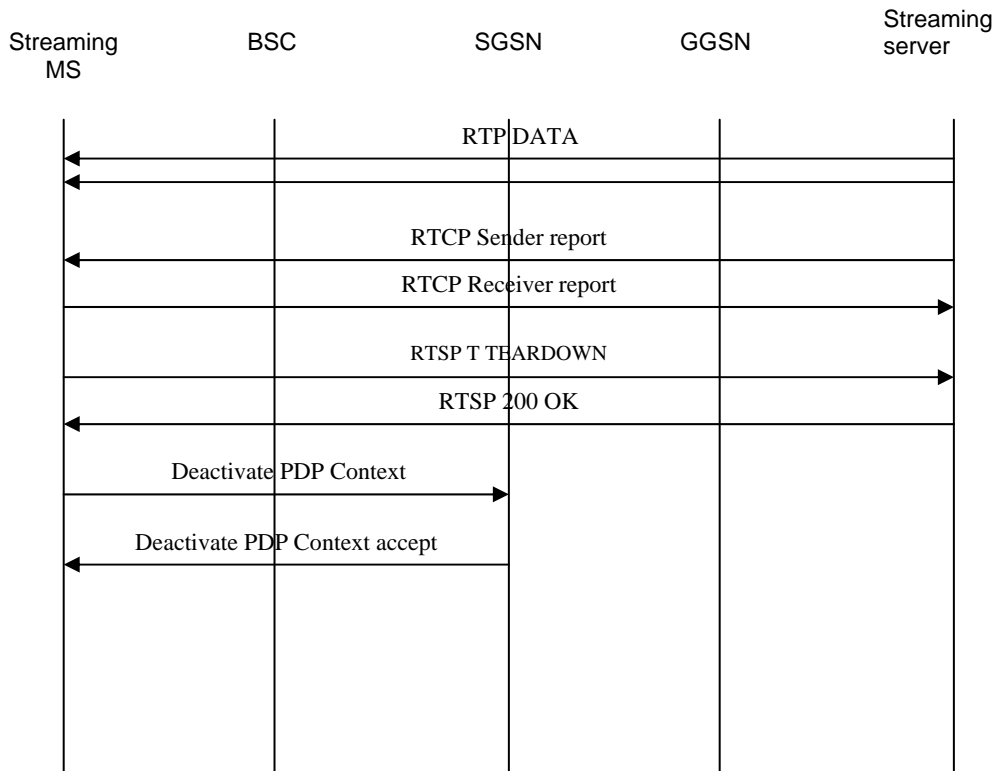 Streaming
MS
BSC
SGSN
GGSN
Streaming
server
RTP DATA
RTCP Sender report
RTCP Receiver report
RTSP T TEARDOWN
RTSP 200 OK
Deactivate PDP Context
Deactivate PDP Context accept